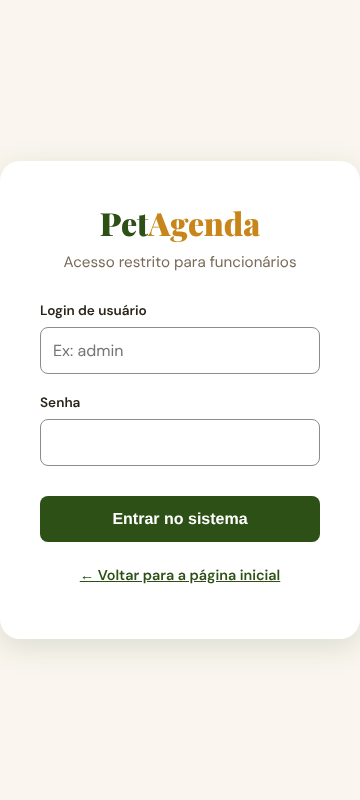 PetAgenda
Acesso restrito para funcionários
Login de usuário
Ex: admin
Senha
Entrar no sistema
← Voltar para a página inicial